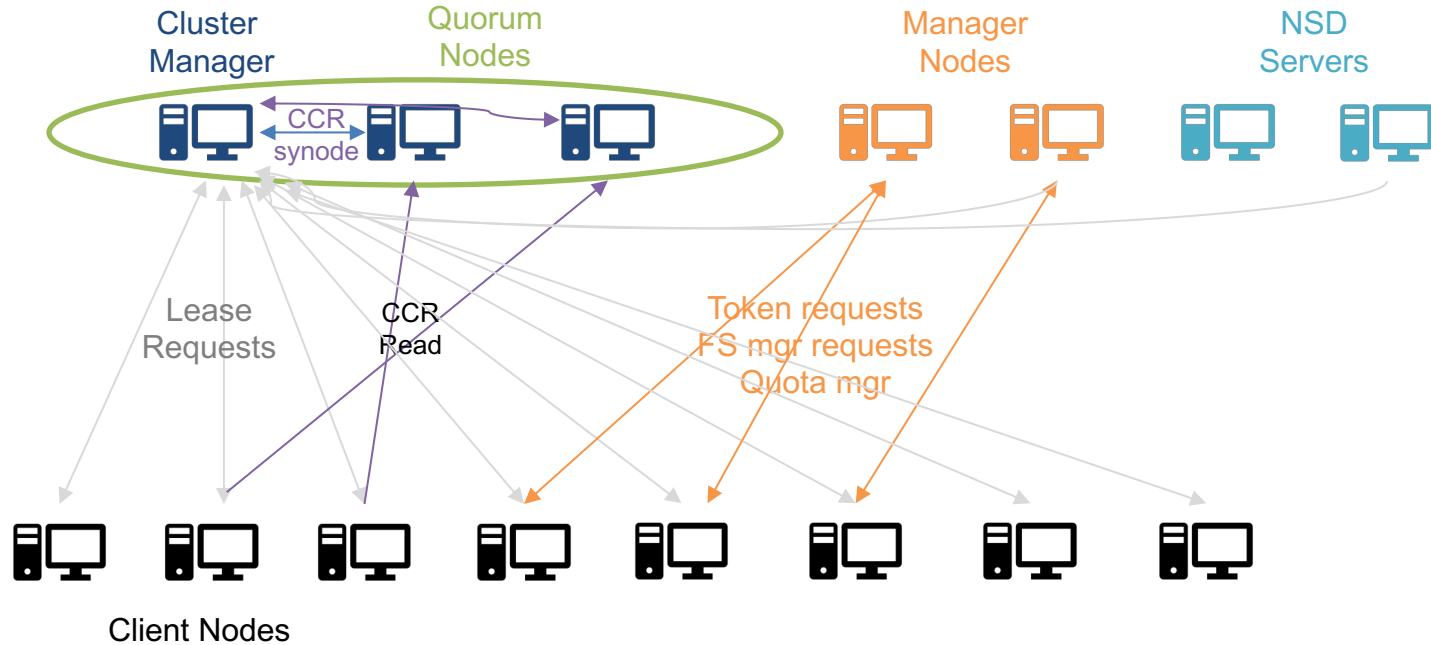 Cluster
Manager
Quorum
Nodes
Manager
Nodes
NSD
Servers
CCR
synode
Lease
Requests
CCR
Read
Token requests
FS mgr requests
Quota mgr
Client Nodes